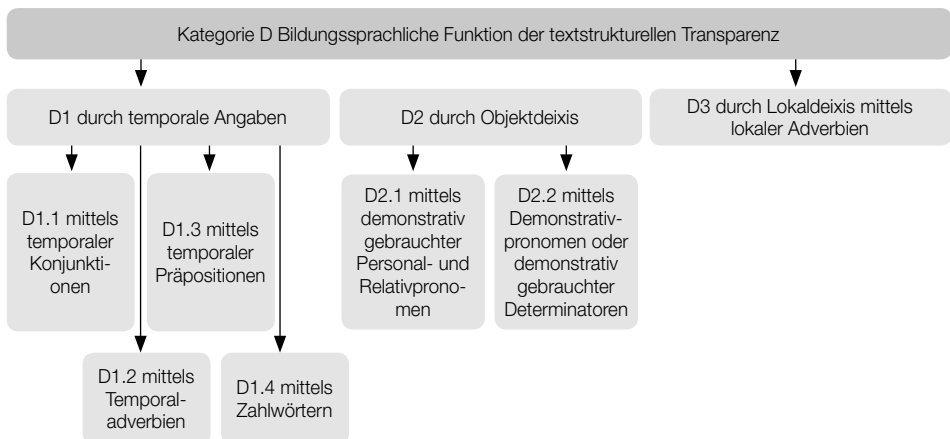 Kategorie D Bildungssprachliche Funktion der textstrukturellen Transparenz
D1 durch temporale Angaben
D2 durch Objektdeixis
D3 durch Lokaldeixis mittels
lokaler Adverbien
D1.1 mittels
temporaler
Konjunkti-
onen
D1.3 mittels
temporaler
Präpositionen
D2.1 mittels
demonstrativ
gebrauchter
Personal- und
Relativprono-
men
D2.2 mittels
Demonstrativ-
pronomen oder
demonstrativ
gebrauchter
Determinatoren
D1.2 mittels
Temporal-
adverbien
D1.4 mittels
Zahlwörtern